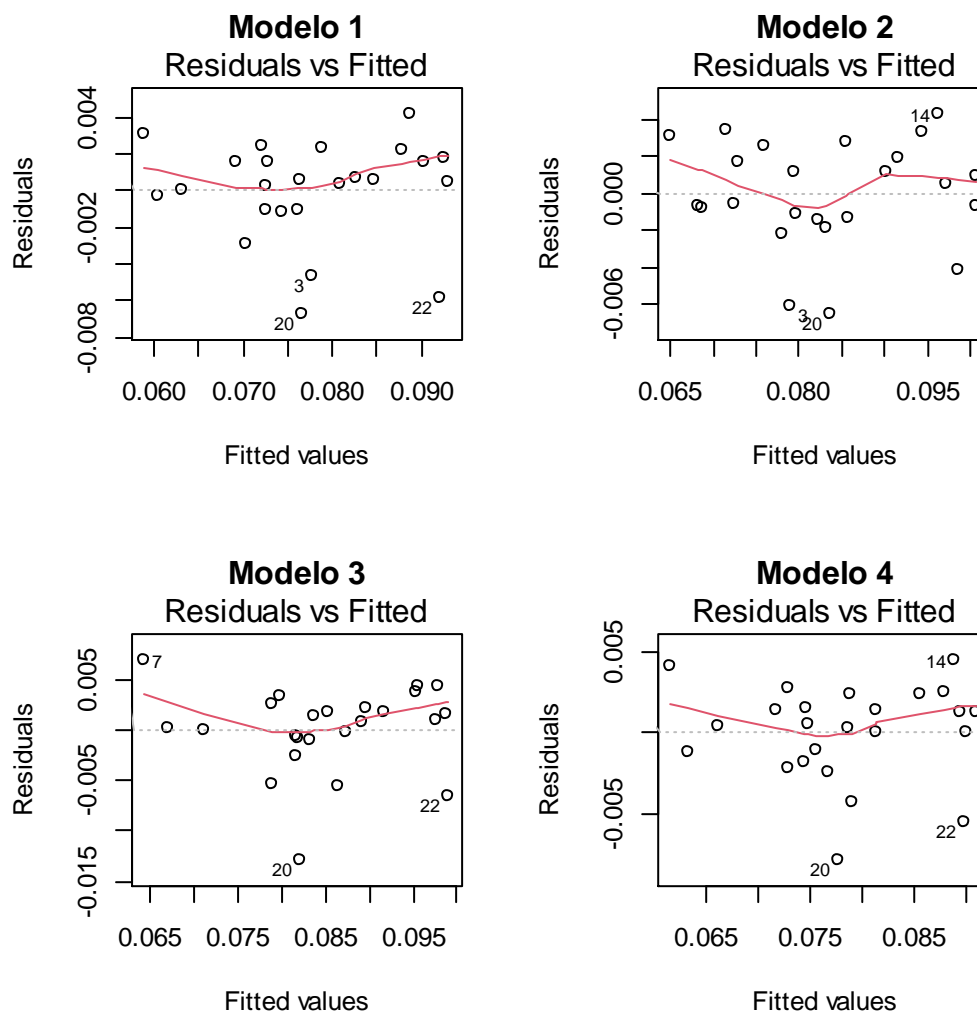 Modelo 1
Residuals vs Fitted
0.004
-0.002
-0.008
Residuals
3
20
22
0.060 0.070 0.080 0.090
Fitted values
Modelo 2
Residuals vs Fitted
0.000
-0.006
Residuals
14
3
20
0.065 0.080 0.095
Fitted values
Modelo 3
Residuals vs Fitted
0.005
-0.005
-0.015
Residuals
7
22
20
0.065 0.075 0.085 0.095
Fitted values
Modelo 4
Residuals vs Fitted
0.005
-0.005
Residuals
14
22
20
0.065 0.075 0.085
Fitted values